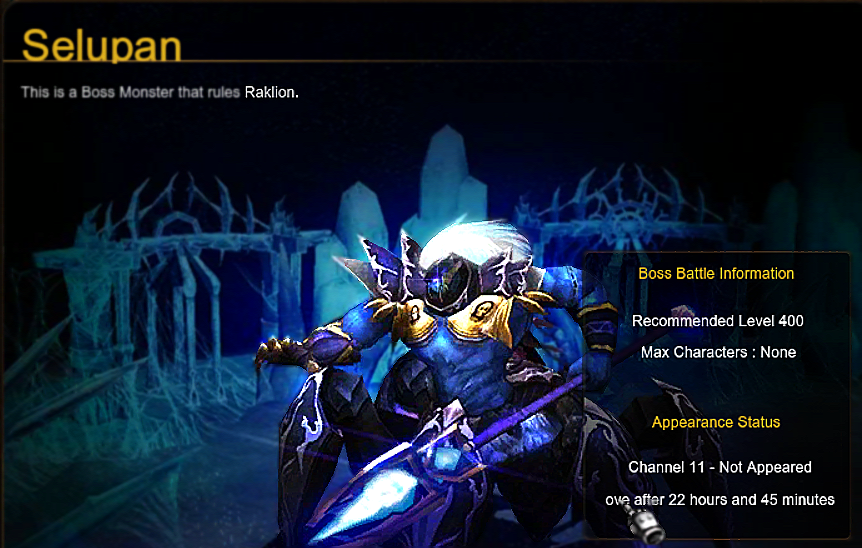 Selupan
This is a Boss Monster that rules Raklion.
Boss Battle Information
Recommended Level 400
Max Characters : None
Appearance Status
Channel 11 - Not Appeared
ove after 22 hours and 45 minutes